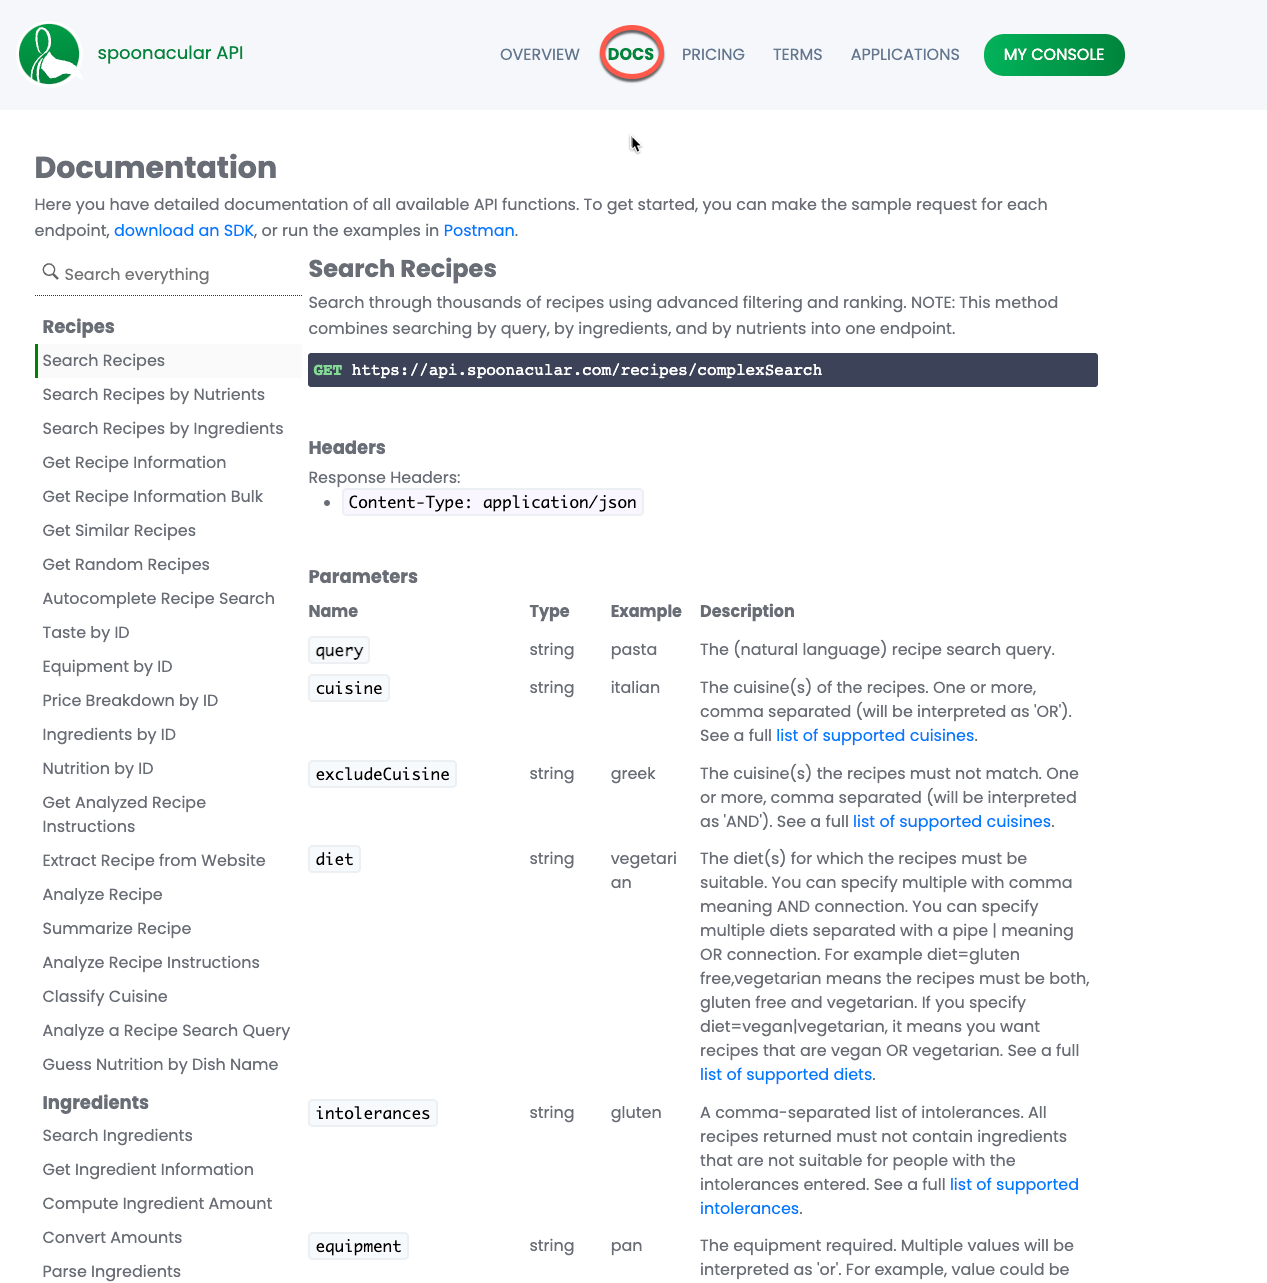 spoonacular API
OVERVIEW
DOCS
PRICING
TERMS
APPLICATIONS
MY CONSOLE
Documentation
Here you have detailed documentation of all available API functions. To get started, you can make the sample request for each
endpoint, download an SDK, or run the examples in Postman.
Search everything
Recipes
Search Recipes
Search Recipes by Nutrients
Search Recipes by Ingredients
Get Recipe Information
Get Recipe Information Bulk
Get Similar Recipes
Get Random Recipes
Autocomplete Recipe Search
Taste by ID
Equipment by ID
Price Breakdown by ID
Ingredients by ID
Nutrition by ID
Get Analyzed Recipe
Instructions
Extract Recipe from Website
Analyze Recipe
Summarize Recipe
Analyze Recipe Instructions
Classify Cuisine
Analyze a Recipe Search Query
Guess Nutrition by Dish Name
Ingredients
Search Ingredients
Get Ingredient Information
Compute Ingredient Amount
Convert Amounts
Parse Ingredients
Search Recipes
Search through thousands of recipes using advanced filtering and ranking. NOTE: This method
combines searching by query, by ingredients, and by nutrients into one endpoint.
GET https://api.spoonacular.com/recipes/complexSearch
Headers
Response Headers:
• Content-Type: application/json
Parameters
Name Type Example Description
query string pasta The (natural language) recipe search query.
cuisine string italian The cuisine(s) of the recipes. One or more,
comma separated (will be interpreted as 'OR').
See a full list of supported cuisines.
excludeCuisine string greek The cuisine(s) the recipes must not match. One
or more, comma separated (will be interpreted
as 'AND'). See a full list of supported cuisines.
diet string vegetari The diet(s) for which the recipes must be
an suitable. You can specify multiple with comma
meaning AND connection. You can specify
multiple diets separated with a pipe | meaning
OR connection. For example diet=gluten
free,vegetarian means the recipes must be both,
gluten free and vegetarian. If you specify
diet=vegan|vegetarian, it means you want
recipes that are vegan OR vegetarian. See a full
list of supported diets.
intolerances string gluten A comma-separated list of intolerances. All
recipes returned must not contain ingredients
that are not suitable for people with the
intolerances entered. See a full list of supported
intolerances.
equipment string pan The equipment required. Multiple values will be
interpreted as 'or'. For example, value could be